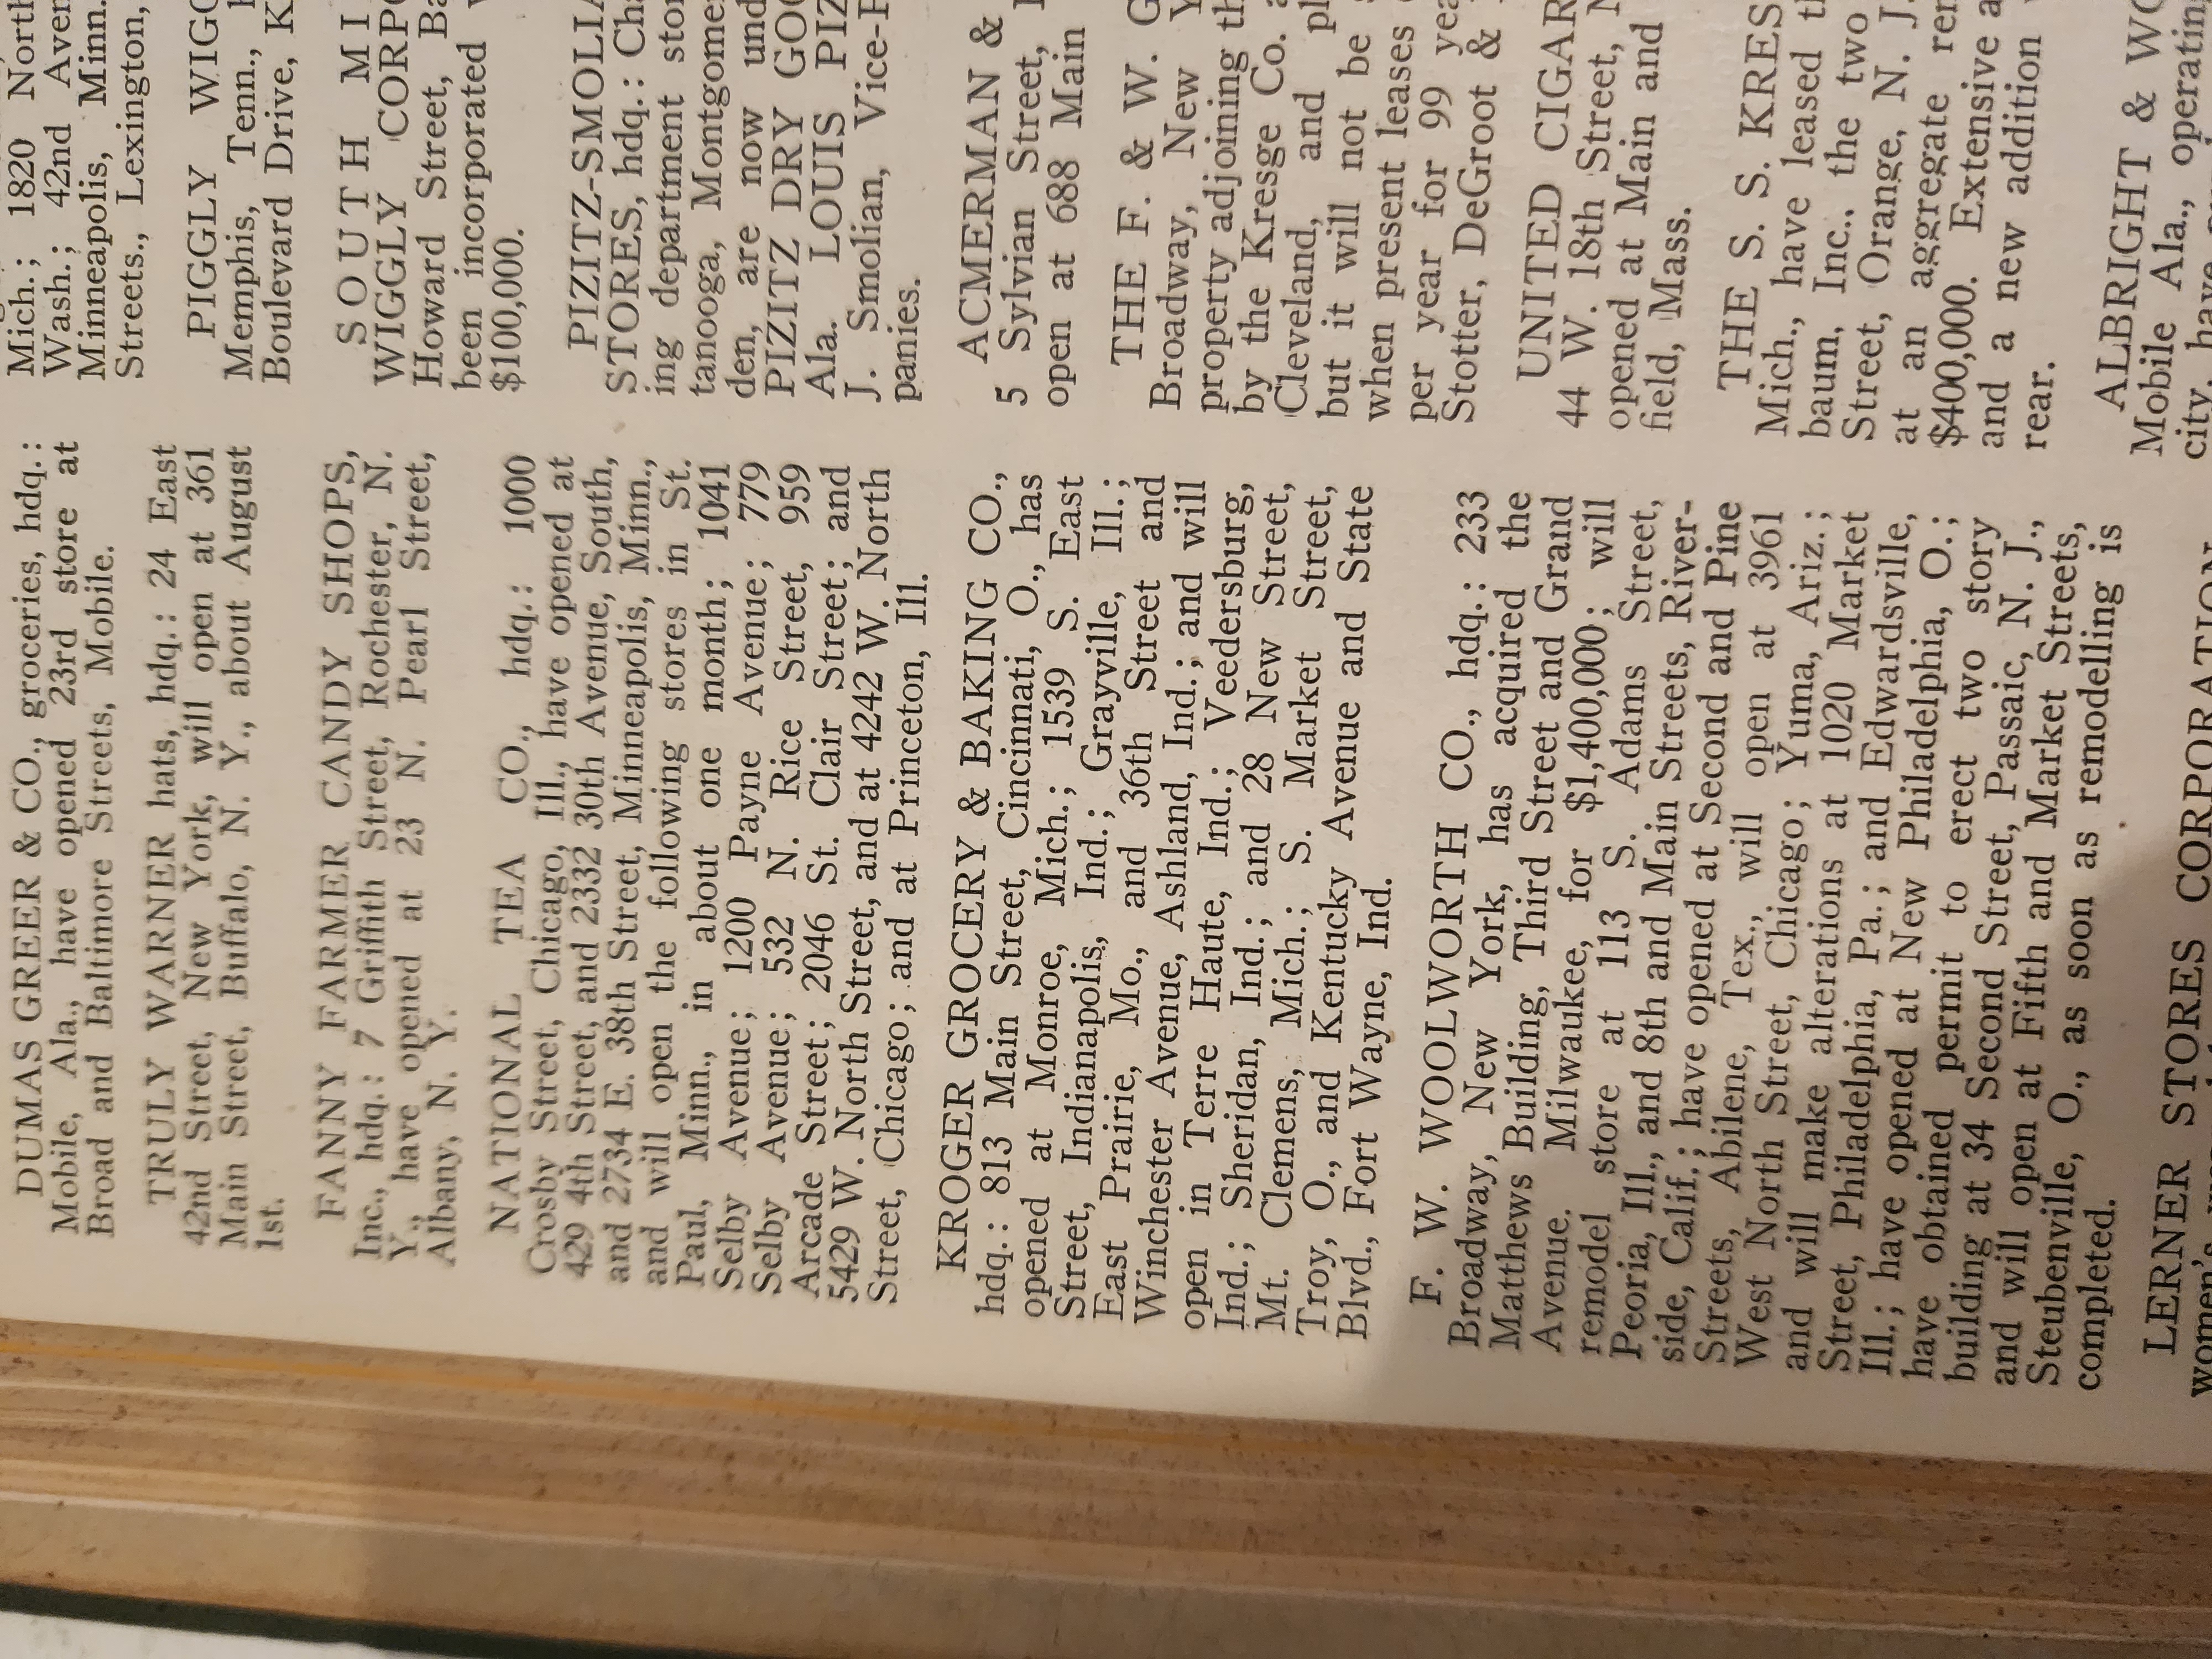 DUMAS GREER & CO., groceries, hdq.:
Mobile, Ala., have opened 23rd store at
Broad and Baltimore Streets, Mobile.
TRULY WARNER hats, hdq.: 24 East
42nd Street, New York, will open at 361
Main Street, Buffalo, N. Y., about August
1st.
FANNY FARMER CANDY SHOPS,
Inc., hdq.: 7 Griffith Street, Rochester, N.
Y., have opened at 23 N. Pearl Street,
Albany, N. Y.
NATIONAL TEA CO., hdq.: 1000
Crosby Street, Chicago, Ill., have opened at
429 4th Street, and 2332 30th Avenue, South,
and 2734 E. 38th Street, Minneapolis, Minn.,
and will open the following stores in St.
Paul, Minn., in about one month; 1041
Selby Avenue; 1200 Payne Avenue; 779
Selby Avenue; 532 N. Rice Street, 959
Arcade Street; 2046 St. Clair Street; and
5429 W. North Street, and at 4242 W. North
Street, Chicago; and at Princeton, Ill.
KROGER GROCERY & BAKING CO.,
hdq.: 813 Main Street, Cincinnati, O., has
opened at Monroe, Mich.; 1539 S. East
Street, Indianapolis, Ind.; Grayville, Ill.;
East Prairie, Mo., and 36th Street and
Winchester Avenue, Ashland, Ind.; and will
open in Terre Haute, Ind.; Veedersburg,
Ind.; Sheridan, Ind.; and 28 New Street,
Mt. Clemens, Mich.; S. Market Street,
Troy, O., and Kentucky Avenue and State
Blvd., Fort Wayne, Ind.
F. W. WOOLWORTH CO., hdq.: 233
Broadway, New York, has acquired the
Matthews Building, Third Street and Grand
Avenue. Milwaukee, for $1,400,000; will
remodel store at 113 S. Adams Street,
Peoria, Ill., and 8th and Main Streets, River-
side, Calif.; have opened at Second and Pine
Streets, Abilene, Tex., will open at 3961
West North Street, Chicago; Yuma, Ariz.;
and will make alterations at 1020 Market
Street, Philadelphia, Pa.; and Edwardsville,
Ill.; have opened at New Philadelphia, O.;
have obtained permit to erect two story
building at 34 Second Street, Passaic, N. J.,
and will open at Fifth and Market Streets,
Steubenville, O., as soon as remodelling is
completed.
LERNER STORES CORPORATION
women's
Mich.; 1820 North
Wash.; 42nd Aven
Minneapolis, Minn.
Streets., Lexington,
PIGGLY WIGG
Memphis, Tenn.,
Boulevard Drive, K
SOUTH MI
WIGGLY CORPO
Howard Street, Ba
been incorporated
$100,000.
PIZITZ-SMOLIA
STORES, hdq.: Cha
ing department stor
tanooga, Montgome
den, are now und
PIZITZ DRY GOO
Ala. LOUIS PIZ
J. Smolian, Vice-P
panies.
ACMERMAN &
5 Sylvian Street,
open at 688 Main
THE F. & W. G
Broadway, New Y
property adjoining th
by the Kresge Co. a
Cleveland, and pl
but it will not be
when present leases
per year for 99 yea
Stotter, DeGroot &
UNITED CIGAR
44 W. 18th Street, N
opened at Main and
field, Mass.
THE S. S. KRES
Mich., have leased th
baum, Inc., the two
Street, Orange, N. J.
at an aggregate ren
$400,000. Extensive a
and a new addition
rear.
ALBRIGHT & WO
Mobile Ala., operating
city, have